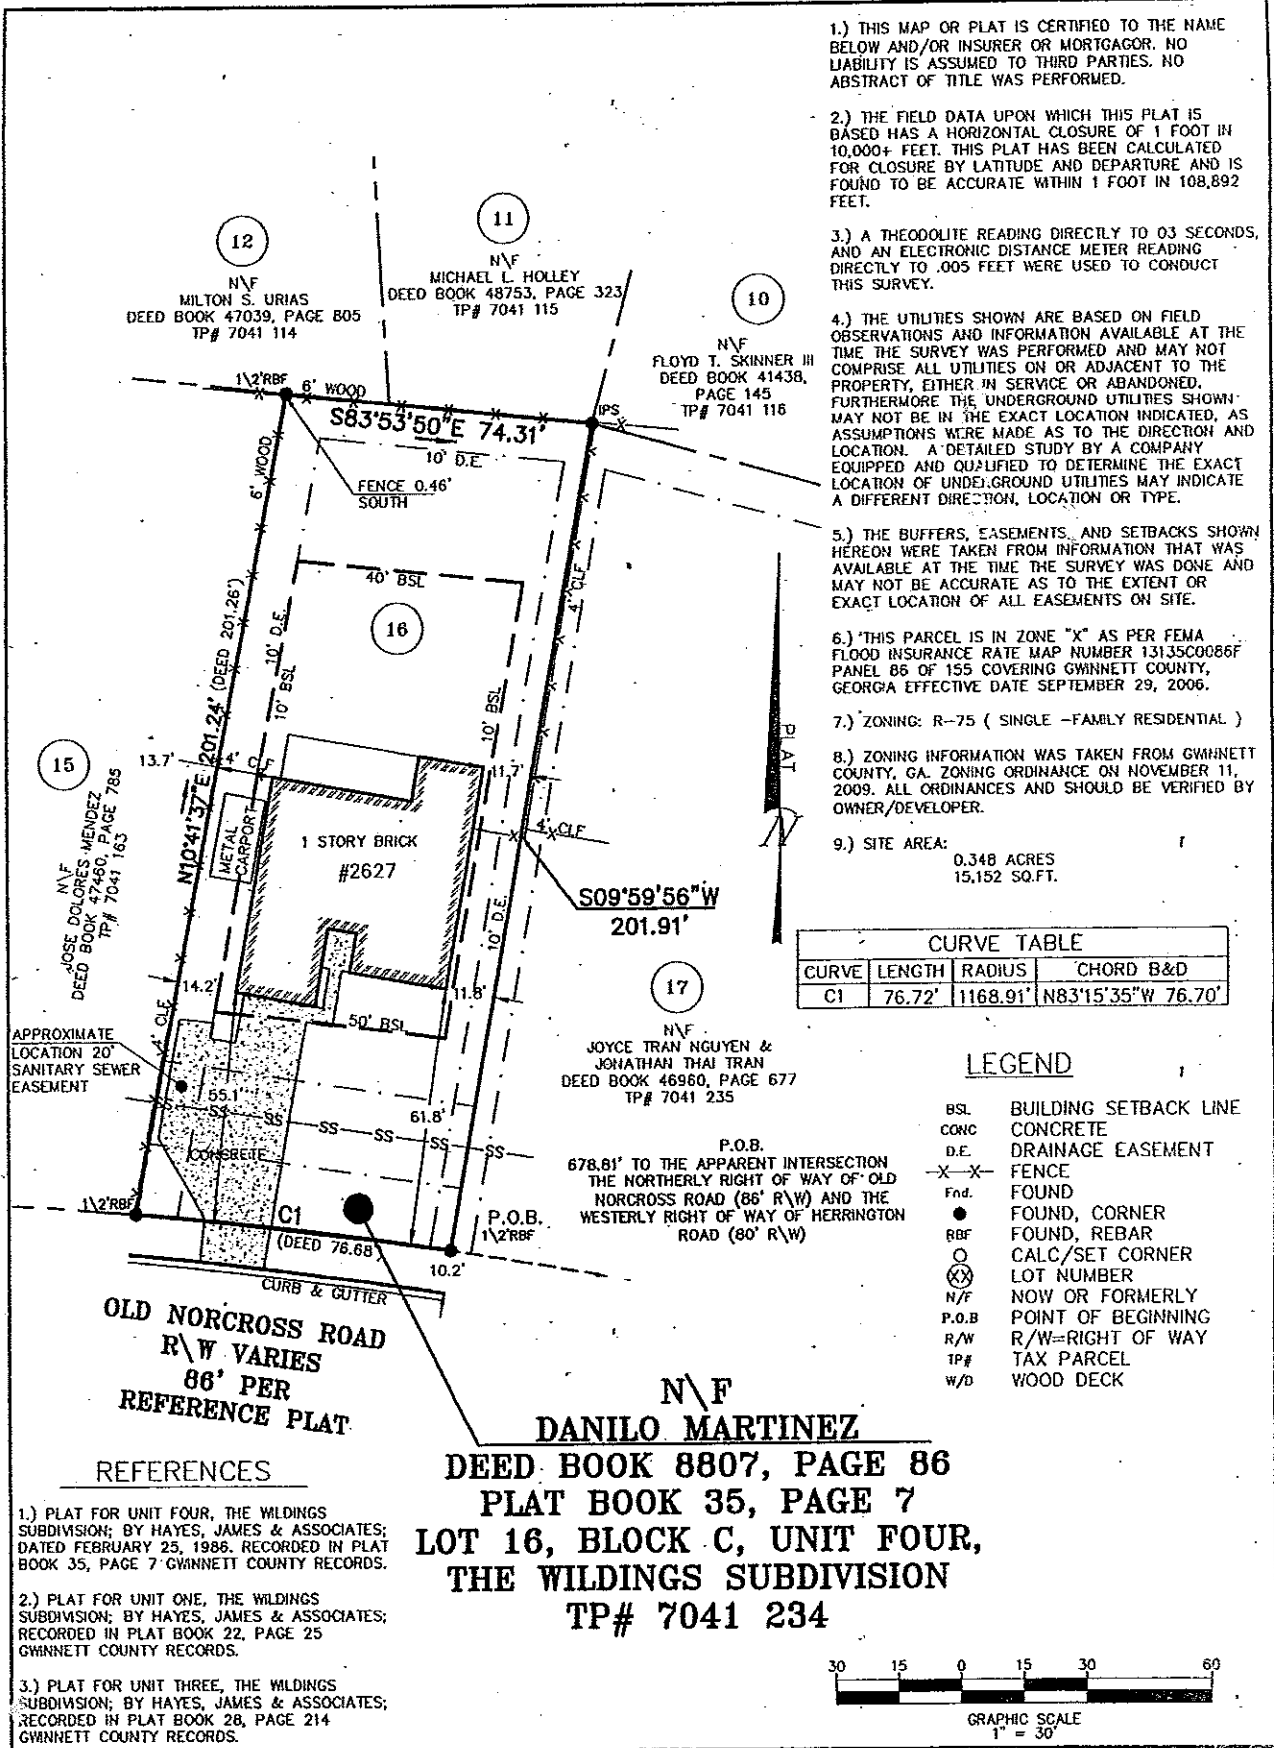 1.) THIS MAP OR PLAT IS CERTIFIED TO THE NAME
BELOW AND/OR INSURER OR MORTGAGOR. NO
LIABILITY IS ASSUMED TO THIRD PARTIES. NO
ABSTRACT OF TITLE WAS PERFORMED.
2.) THE FIELD DATA UPON WHICH THIS PLAT IS
BASED HAS A HORIZONTAL CLOSURE OF 1 FOOT IN
10,000+ FEET. THIS PLAT HAS BEEN CALCULATED
FOR CLOSURE BY LATITUDE AND DEPARTURE AND IS
FOUND TO BE ACCURATE WITHIN 1 FOOT IN 108,892
FEET.
3.) A THEODOLITE READING DIRECTLY TO 03 SECONDS,
AND AN ELECTRONIC DISTANCE METER READING
DIRECTLY TO .005 FEET WERE USED TO CONDUCT
THIS SURVEY.
4.) THE UTILITIES SHOWN ARE BASED ON FIELD
OBSERVATIONS AND INFORMATION AVAILABLE AT THE
TIME THE SURVEY WAS PERFORMED AND MAY NOT
COMPRISE ALL UTILITIES ON OR ADJACENT TO THE
PROPERTY, EITHER IN SERVICE OR ABANDONED.
FURTHERMORE THE UNDERGROUND UTILITIES SHOWN
MAY NOT BE IN THE EXACT LOCATION INDICATED, AS
ASSUMPTIONS WERE MADE AS TO THE DIRECTION AND
LOCATION. A DETAILED STUDY BY A COMPANY
EQUIPPED AND QUALIFIED TO DETERMINE THE EXACT
LOCATION OF UNDERGROUND UTILITIES MAY INDICATE
A DIFFERENT DIRECTION, LOCATION OR TYPE.
5.) THE BUFFERS, EASEMENTS, AND SETBACKS SHOWN
HEREON WERE TAKEN FROM INFORMATION THAT WAS
AVAILABLE AT THE TIME THE SURVEY WAS DONE AND
MAY NOT BE ACCURATE AS TO THE EXTENT OR
EXACT LOCATION OF ALL EASEMENTS ON SITE.
6.) THIS PARCEL IS IN ZONE "X" AS PER FEMA
FLOOD INSURANCE RATE MAP NUMBER 13135C0086F
PANEL 86 OF 155 COVERING GWINNETT COUNTY,
GEORGIA EFFECTIVE DATE SEPTEMBER 29, 2006.
7.) ZONING: R-75 ( SINGLE -FAMILY RESIDENTIAL )
8.) ZONING INFORMATION WAS TAKEN FROM GWINNETT
COUNTY, GA. ZONING ORDINANCE ON NOVEMBER 11,
2009. ALL ORDINANCES AND SHOULD BE VERIFIED BY
OWNER/DEVELOPER.
9.) SITE AREA:
0.348 ACRES
15,152 SQ.FT.
CURVE TABLE
CURVE LENGTH RADIUS CHORD B&D
C1 76.72' 1168.91' N83°15'35"W 76.70'
LEGEND
BSL BUILDING SETBACK LINE
CONC CONCRETE
D.E. DRAINAGE EASEMENT
—X—X— FENCE
Fnd. FOUND
FOUND, CORNER
RBF FOUND, REBAR
CALC/SET CORNER
XX LOT NUMBER
N/F NOW OR FORMERLY
P.O.B POINT OF BEGINNING
R/W R/W=RIGHT OF WAY
TP# TAX PARCEL
W/D WOOD DECK
12
N\F
MILTON S. URIAS
DEED BOOK 47039, PAGE 805
TP# 7041 114
11
N\F
MICHAEL L. HOLLEY
DEED BOOK 48753, PAGE 323
TP# 7041 115
10
N\F
FLOYD T. SKINNER III
DEED BOOK 41438,
PAGE 145
TP# 7041 116
1\2'RBF
6' WOOD
IPS
S83°53'50"E 74.31'
10' D.E.
6' WOOD
FENCE 0.46'
SOUTH
40' BSL
16
4' CLF
N10°41'37"E 201.24' (DEED 201.26')
10' D.E.
10' BSL
10' BSL
PLAT
N
15
N\F
JOSE DOLORES MENDEZ
DEED BOOK 47460, PAGE 785
TP# 7041 163
13.7'
4' C F
11.7'
METAL
CARPORT
1 STORY BRICK
#2627
4' CLF
S09°59'56"W
201.91'
10' D.E.
14.2'
11.8'
4' CLF
50' BSL
17
N\F
JOYCE TRAN NGUYEN &
JONATHAN THAI TRAN
DEED BOOK 46960, PAGE 677
TP# 7041 235
APPROXIMATE
LOCATION 20'
SANITARY SEWER
EASEMENT
55.1'
61.8'
SS SS SS SS SS SS SS
CONCRETE
P.O.B.
678.81' TO THE APPARENT INTERSECTION
THE NORTHERLY RIGHT OF WAY OF OLD
NORCROSS ROAD (86' R\W) AND THE
WESTERLY RIGHT OF WAY OF HERRINGTON
ROAD (80' R\W)
1\2'RBF
C1
(DEED 76.68')
P.O.B.
1\2'RBF
10.2'
CURB & GUTTER
OLD NORCROSS ROAD
R\W VARIES
86' PER
REFERENCE PLAT
N\F
DANILO MARTINEZ
DEED BOOK 8807, PAGE 86
PLAT BOOK 35, PAGE 7
LOT 16, BLOCK C, UNIT FOUR,
THE WILDINGS SUBDIVISION
TP# 7041 234
REFERENCES
1.) PLAT FOR UNIT FOUR, THE WILDINGS
SUBDIVISION; BY HAYES, JAMES & ASSOCIATES;
DATED FEBRUARY 25, 1986. RECORDED IN PLAT
BOOK 35, PAGE 7 GWINNETT COUNTY RECORDS.
2.) PLAT FOR UNIT ONE, THE WILDINGS
SUBDIVISION; BY HAYES, JAMES & ASSOCIATES;
RECORDED IN PLAT BOOK 22, PAGE 25
GWINNETT COUNTY RECORDS.
3.) PLAT FOR UNIT THREE, THE WILDINGS
SUBDIVISION; BY HAYES, JAMES & ASSOCIATES;
RECORDED IN PLAT BOOK 28, PAGE 214
GWINNETT COUNTY RECORDS.
30 15 0 15 30 60
GRAPHIC SCALE
1" = 30'